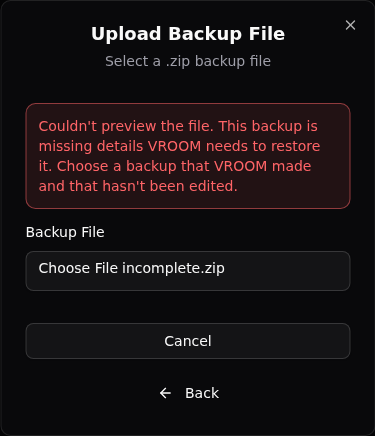 Upload Backup File
Select a .zip backup file
Couldn't preview the file. This backup is
missing details VROOM needs to restore
it. Choose a backup that VROOM made
and that hasn't been edited.
Backup File
Choose File incomplete.zip
Cancel
Back